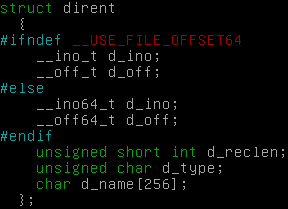 struct dirent
  {
#ifndef __USE_FILE_OFFSET64
    __ino_t d_ino;
    __off_t d_off;
#else
    __ino64_t d_ino;
    __off64_t d_off;
#endif
    unsigned short int d_reclen;
    unsigned char d_type;
    char d_name[256];
  };